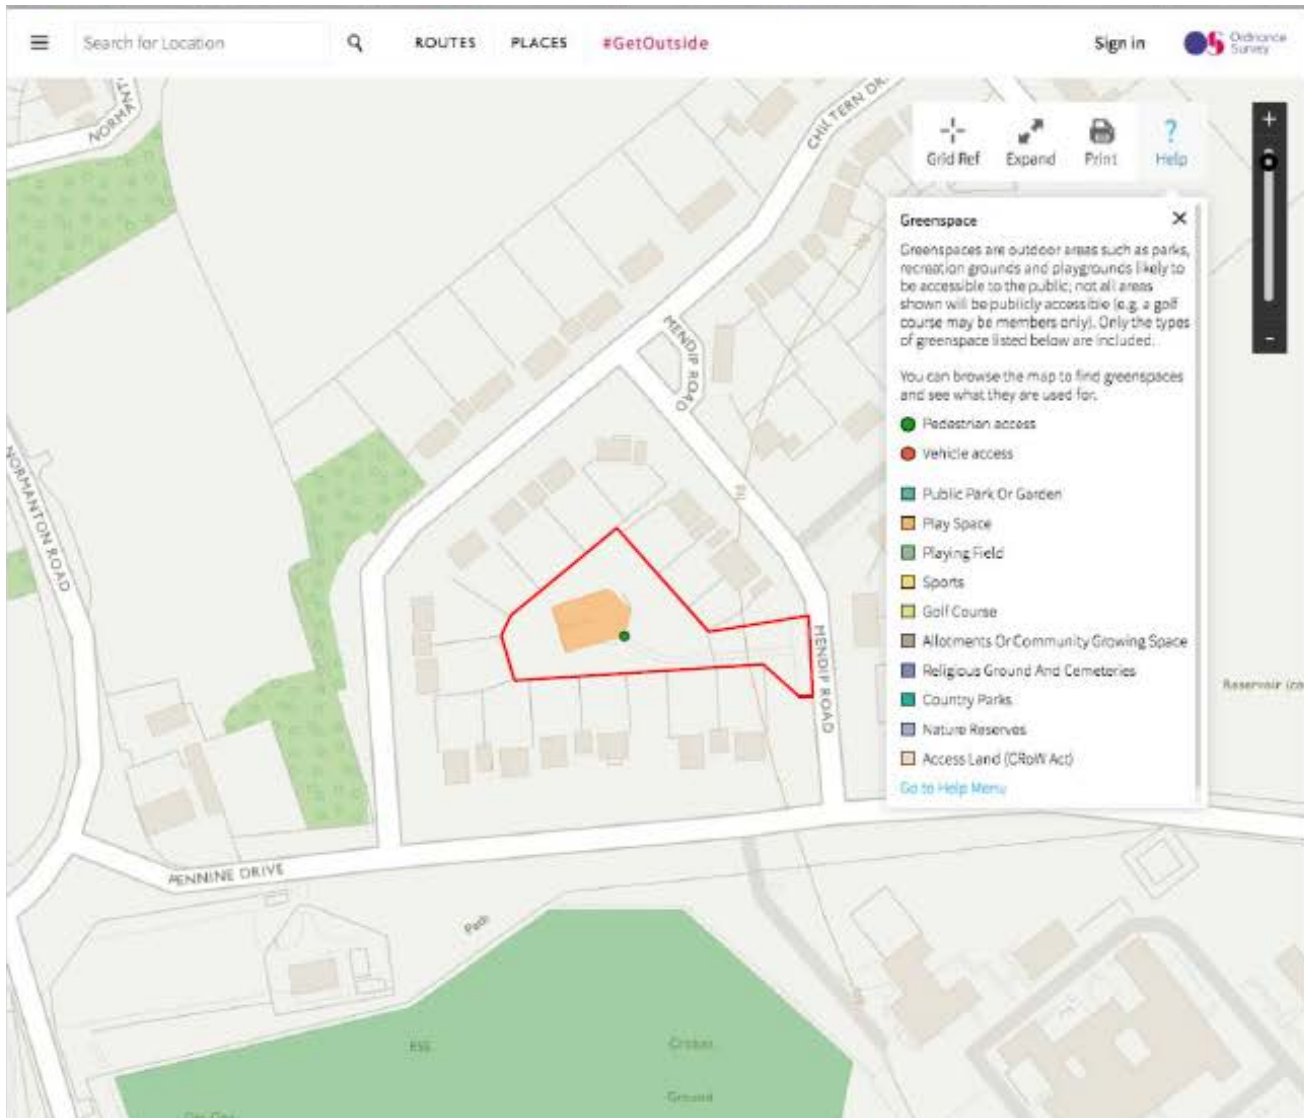 Search for Location
ROUTES
PLACES
#GetOutside
Sign in
Ordnance
Survey
NORMA
CHILTERN DR
Grid Ref
Expand
Print
Help
Greenspace
Greenspaces are outdoor areas such as parks,
recreation grounds and playgrounds likely to
be accessible to the public; not all areas
shown will be publicly accessible (e.g. a golf
course may be members only). Only the types
of greenspace listed below are included.
You can browse the map to find greenspaces
and see what they are used for.
Pedestrian access
Vehicle access
Public Park Or Garden
Play Space
Playing Field
Sports
Golf Course
Allotments Or Community Growing Space
Religious Ground And Cemeteries
Country Parks
Nature Reserves
Access Land (CRoW Act)
Go to Help Menu
MENDIP ROAD
NORMANTON ROAD
MENDIP ROAD
Reservoir (co
PENNINE DRIVE
Path
Cricket
Ground